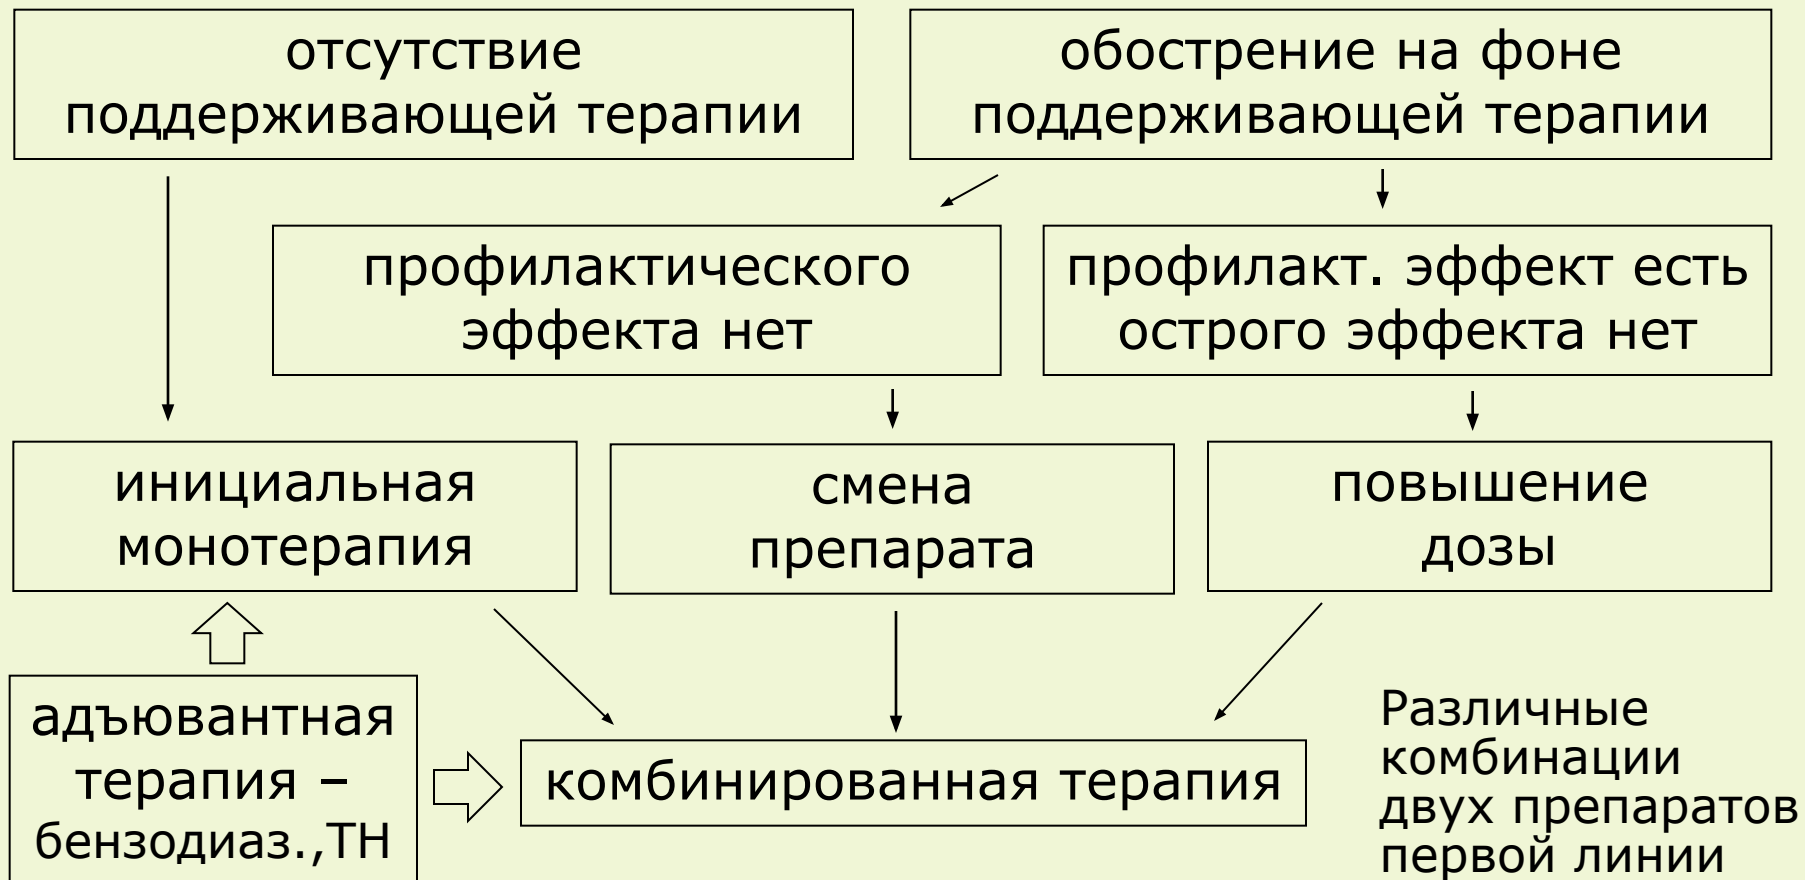 отсутствие
поддерживающей терапии
обострение на фоне
поддерживающей терапии
профилактического
эффекта нет
профилакт. эффект есть
острого эффекта нет
инициальная
монотерапия
смена
препарата
повышение
дозы
адъювантная
терапия –
бензодиаз.,ТН
комбинированная терапия
Различные
комбинации
двух препаратов
первой линии